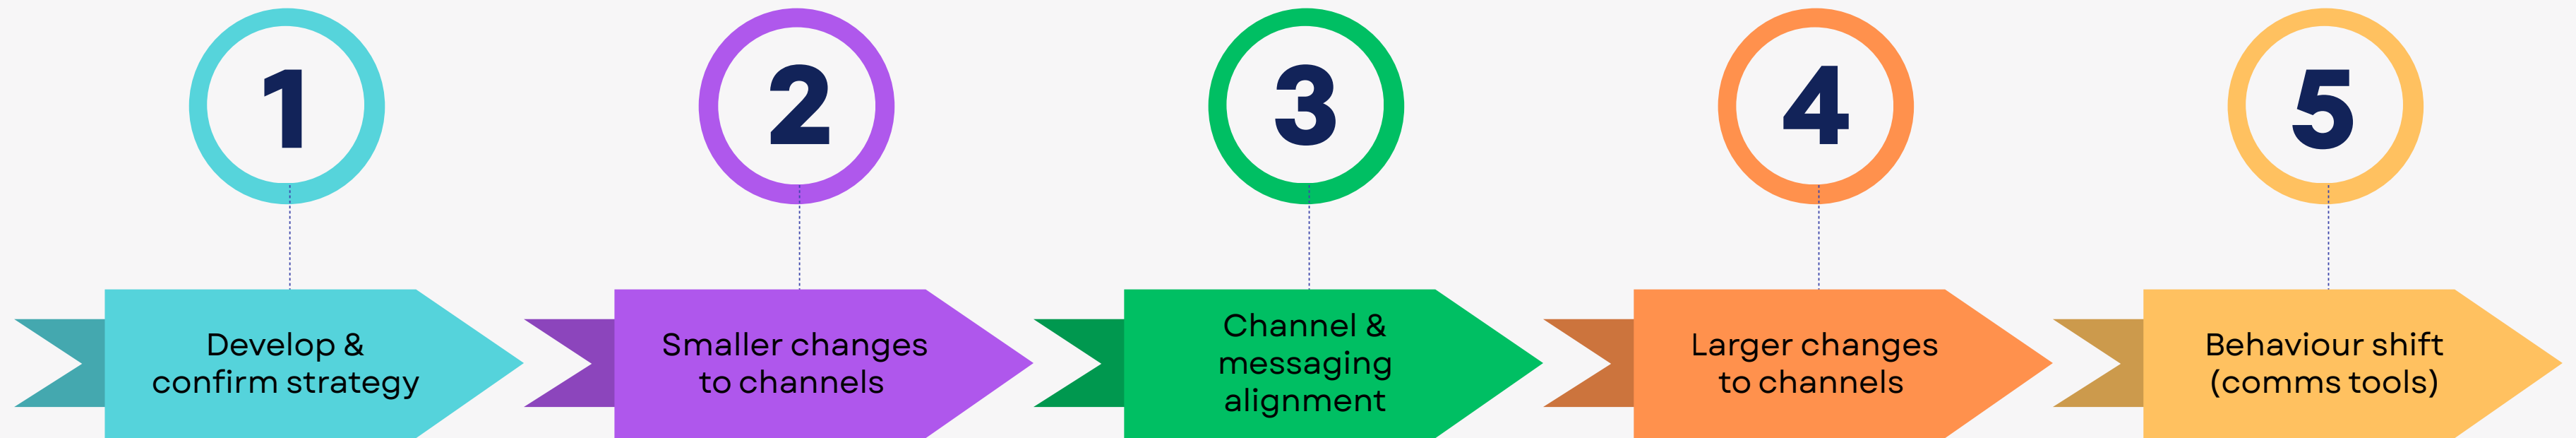 1
2
3
4
5
Develop &
confirm strategy
Smaller changes
to channels
Channel &
messaging
alignment
Larger changes
to channels
Behaviour shift
(comms tools)